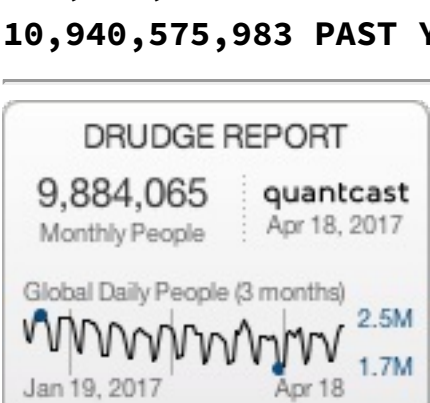 10,940,575,983 PAST
DRUDGE REPORT
9,884,065
Monthly People
quantcast
Apr 18, 2017
Global Daily People (3 months)
2.5M
1.7M
Jan 19, 2017
Apr 18